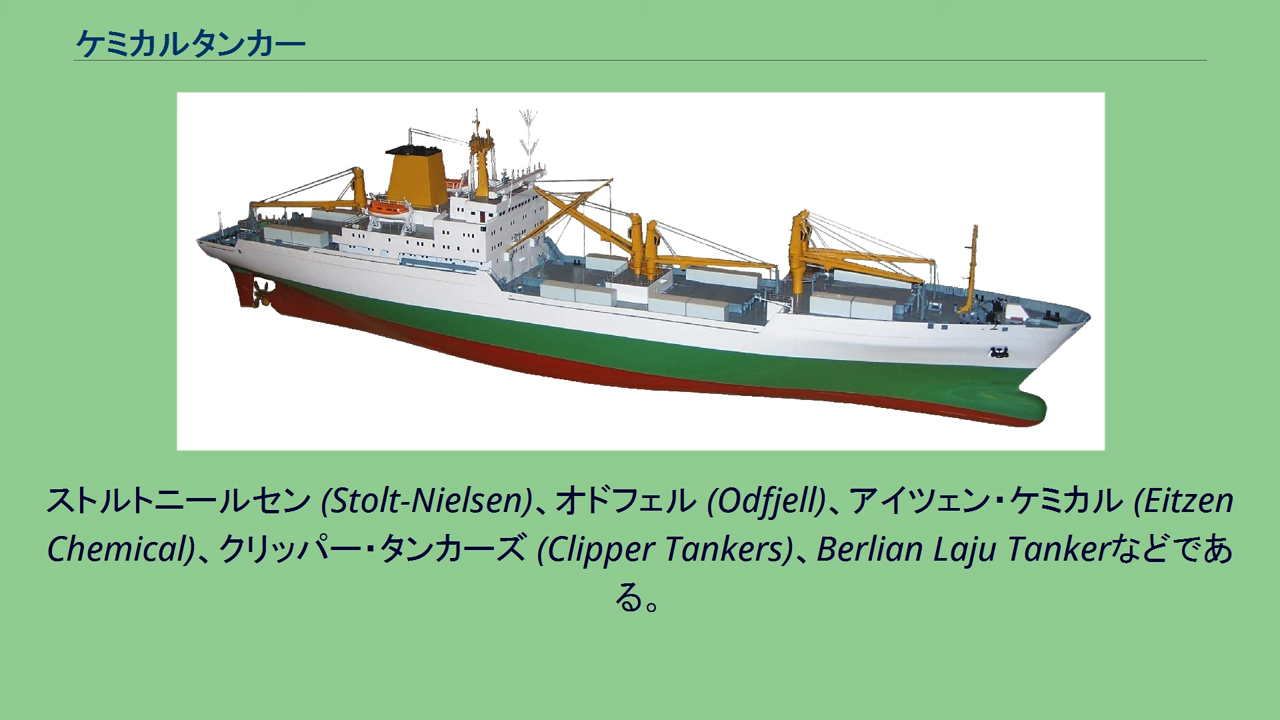 ケミカルタンカー
ストルトニールセン (Stolt-Nielsen)、オドフェル (Odfjell)、アイツェン・ケミカル (Eitzen
Chemical)、クリッパー・タンカーズ (Clipper Tankers)、Berlian Laju Tankerなどであ
る。